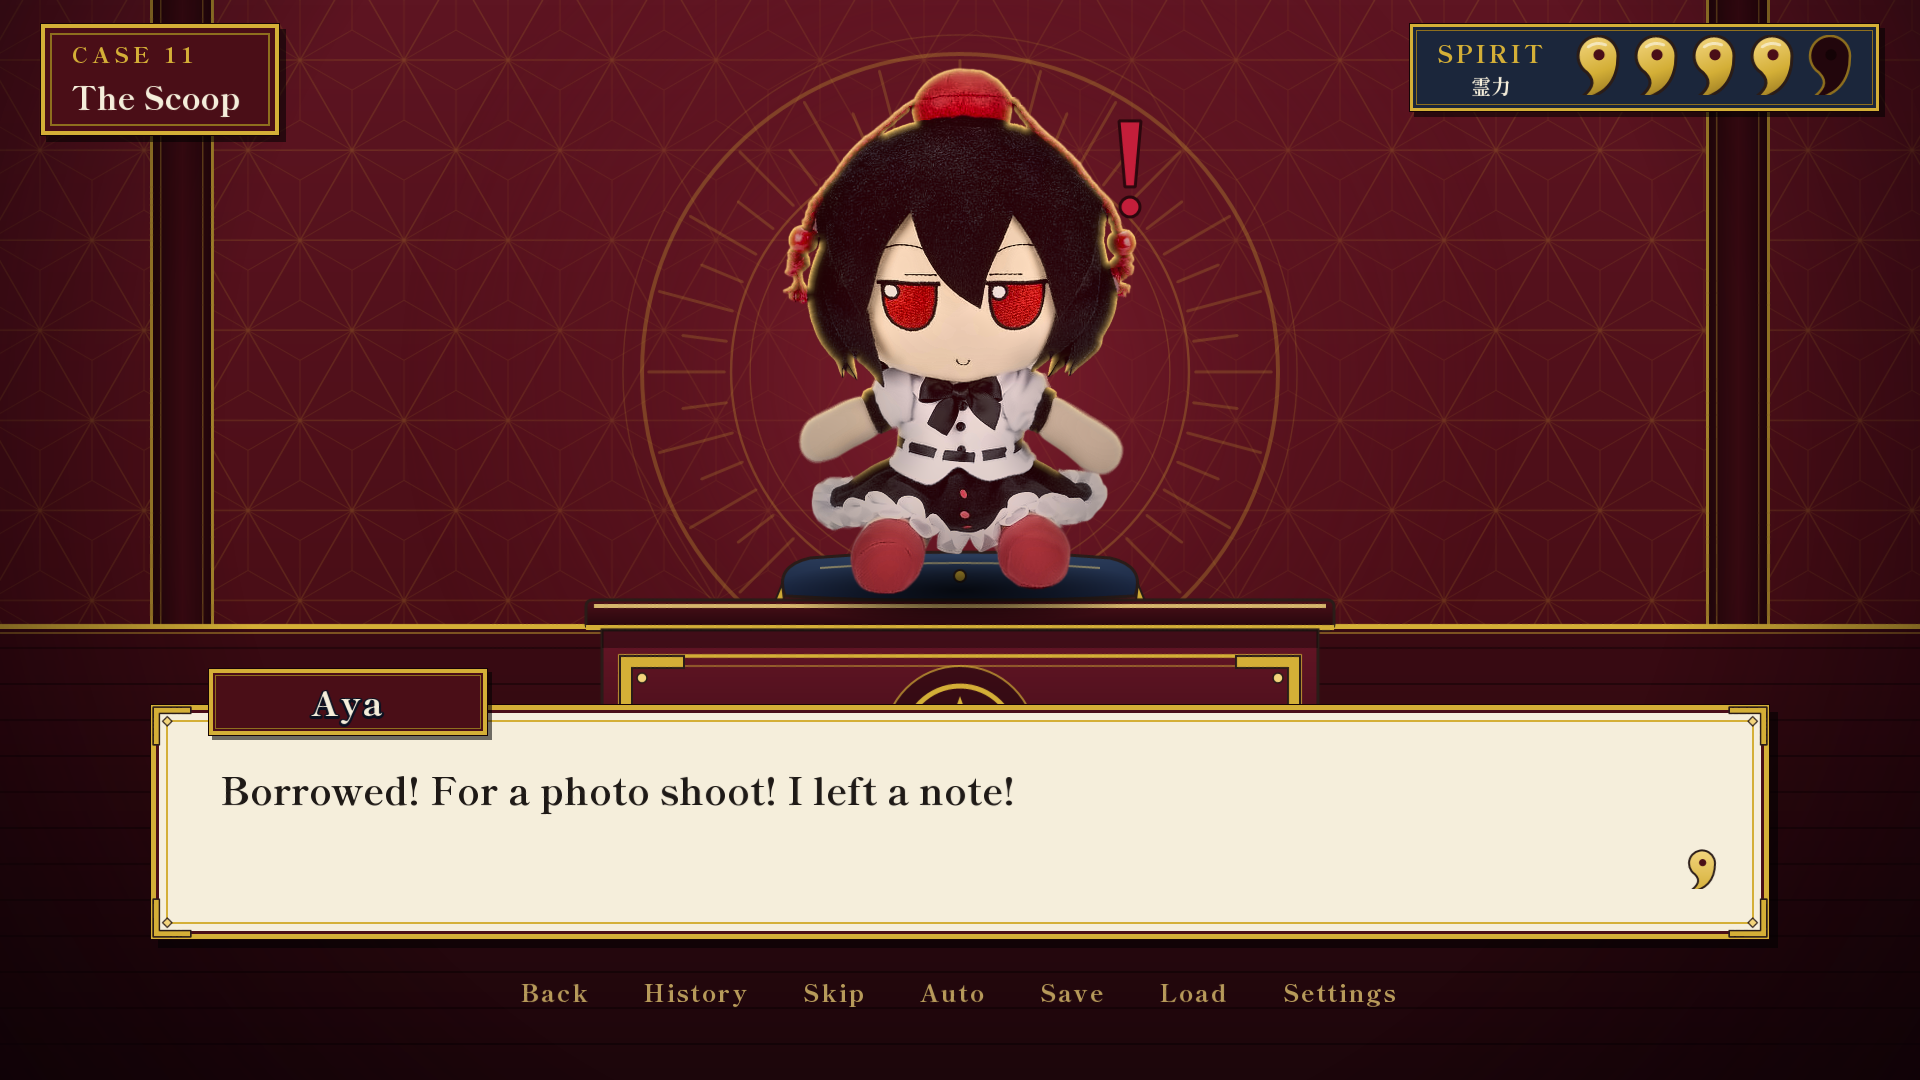 CASE 11
The Scoop
SPIRIT
霊力
Aya
Borrowed! For a photo shoot! I left a note!
Back
History
Skip
Auto
Save
Load
Settings